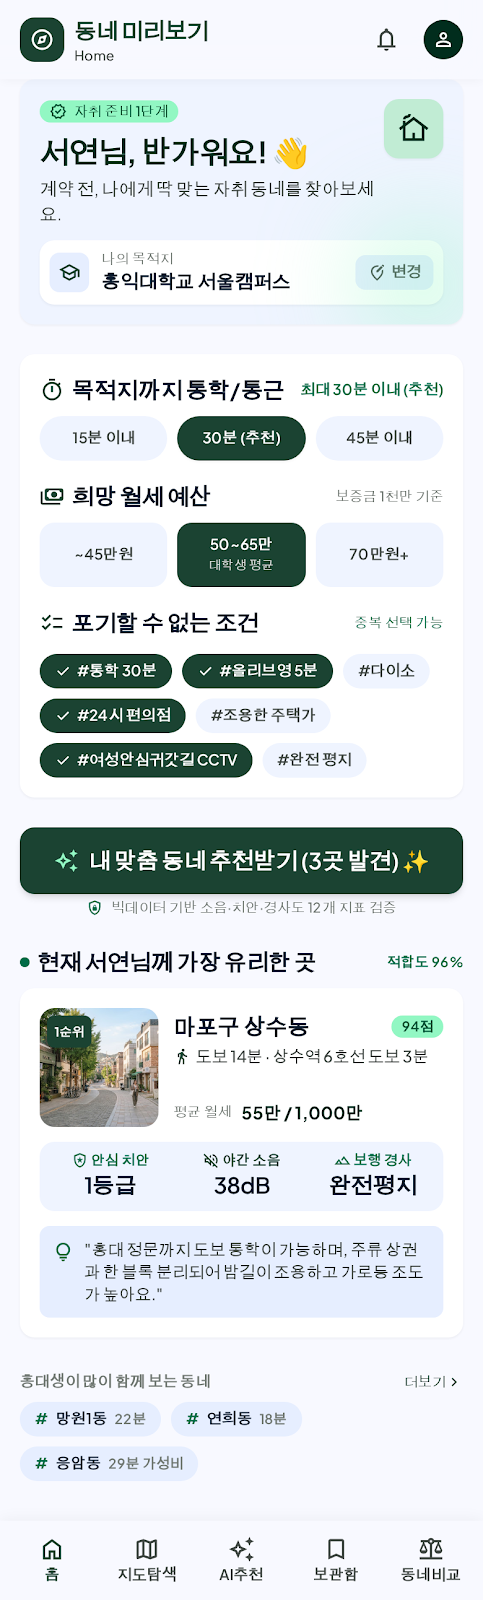 동네 미리보기
Home
자취 준비 1단계
서연님, 반가워요! 👋
계약 전, 나에게 딱 맞는 자취 동네를 찾아보세
요.
나의 목적지
홍익대학교 서울캠퍼스
변경
목적지까지 통학/통근
최대 30분 이내 (추천)
15분 이내
30분 (추천)
45분 이내
희망 월세 예산
보증금 1천만 기준
~45만원
50~65만
대학생 평균
70만원+
포기할 수 없는 조건
중복 선택 가능
#통학 30분
#올리브영 5분
#다이소
#24시 편의점
#조용한 주택가
#여성안심귀갓길 CCTV
#완전 평지
내 맞춤 동네 추천받기 (3곳 발견) ✨
빅데이터 기반 소음·치안·경사도 12개 지표 검증
현재 서연님께 가장 유리한 곳
적합도 96%
1순위
마포구 상수동
94점
도보 14분 · 상수역 6호선 도보 3분
평균 월세 55만 / 1,000만
안심 치안
1등급
야간 소음
38dB
보행 경사
완전평지
"홍대 정문까지 도보 통학이 가능하며, 주류 상권
과 한 블록 분리되어 밤길이 조용하고 가로등 조도
가 높아요."
홍대생이 많이 함께 보는 동네
더보기
# 망원1동 22분
# 연희동 18분
# 응암동 29분 가성비
홈
지도탐색
AI추천
보관함
동네비교